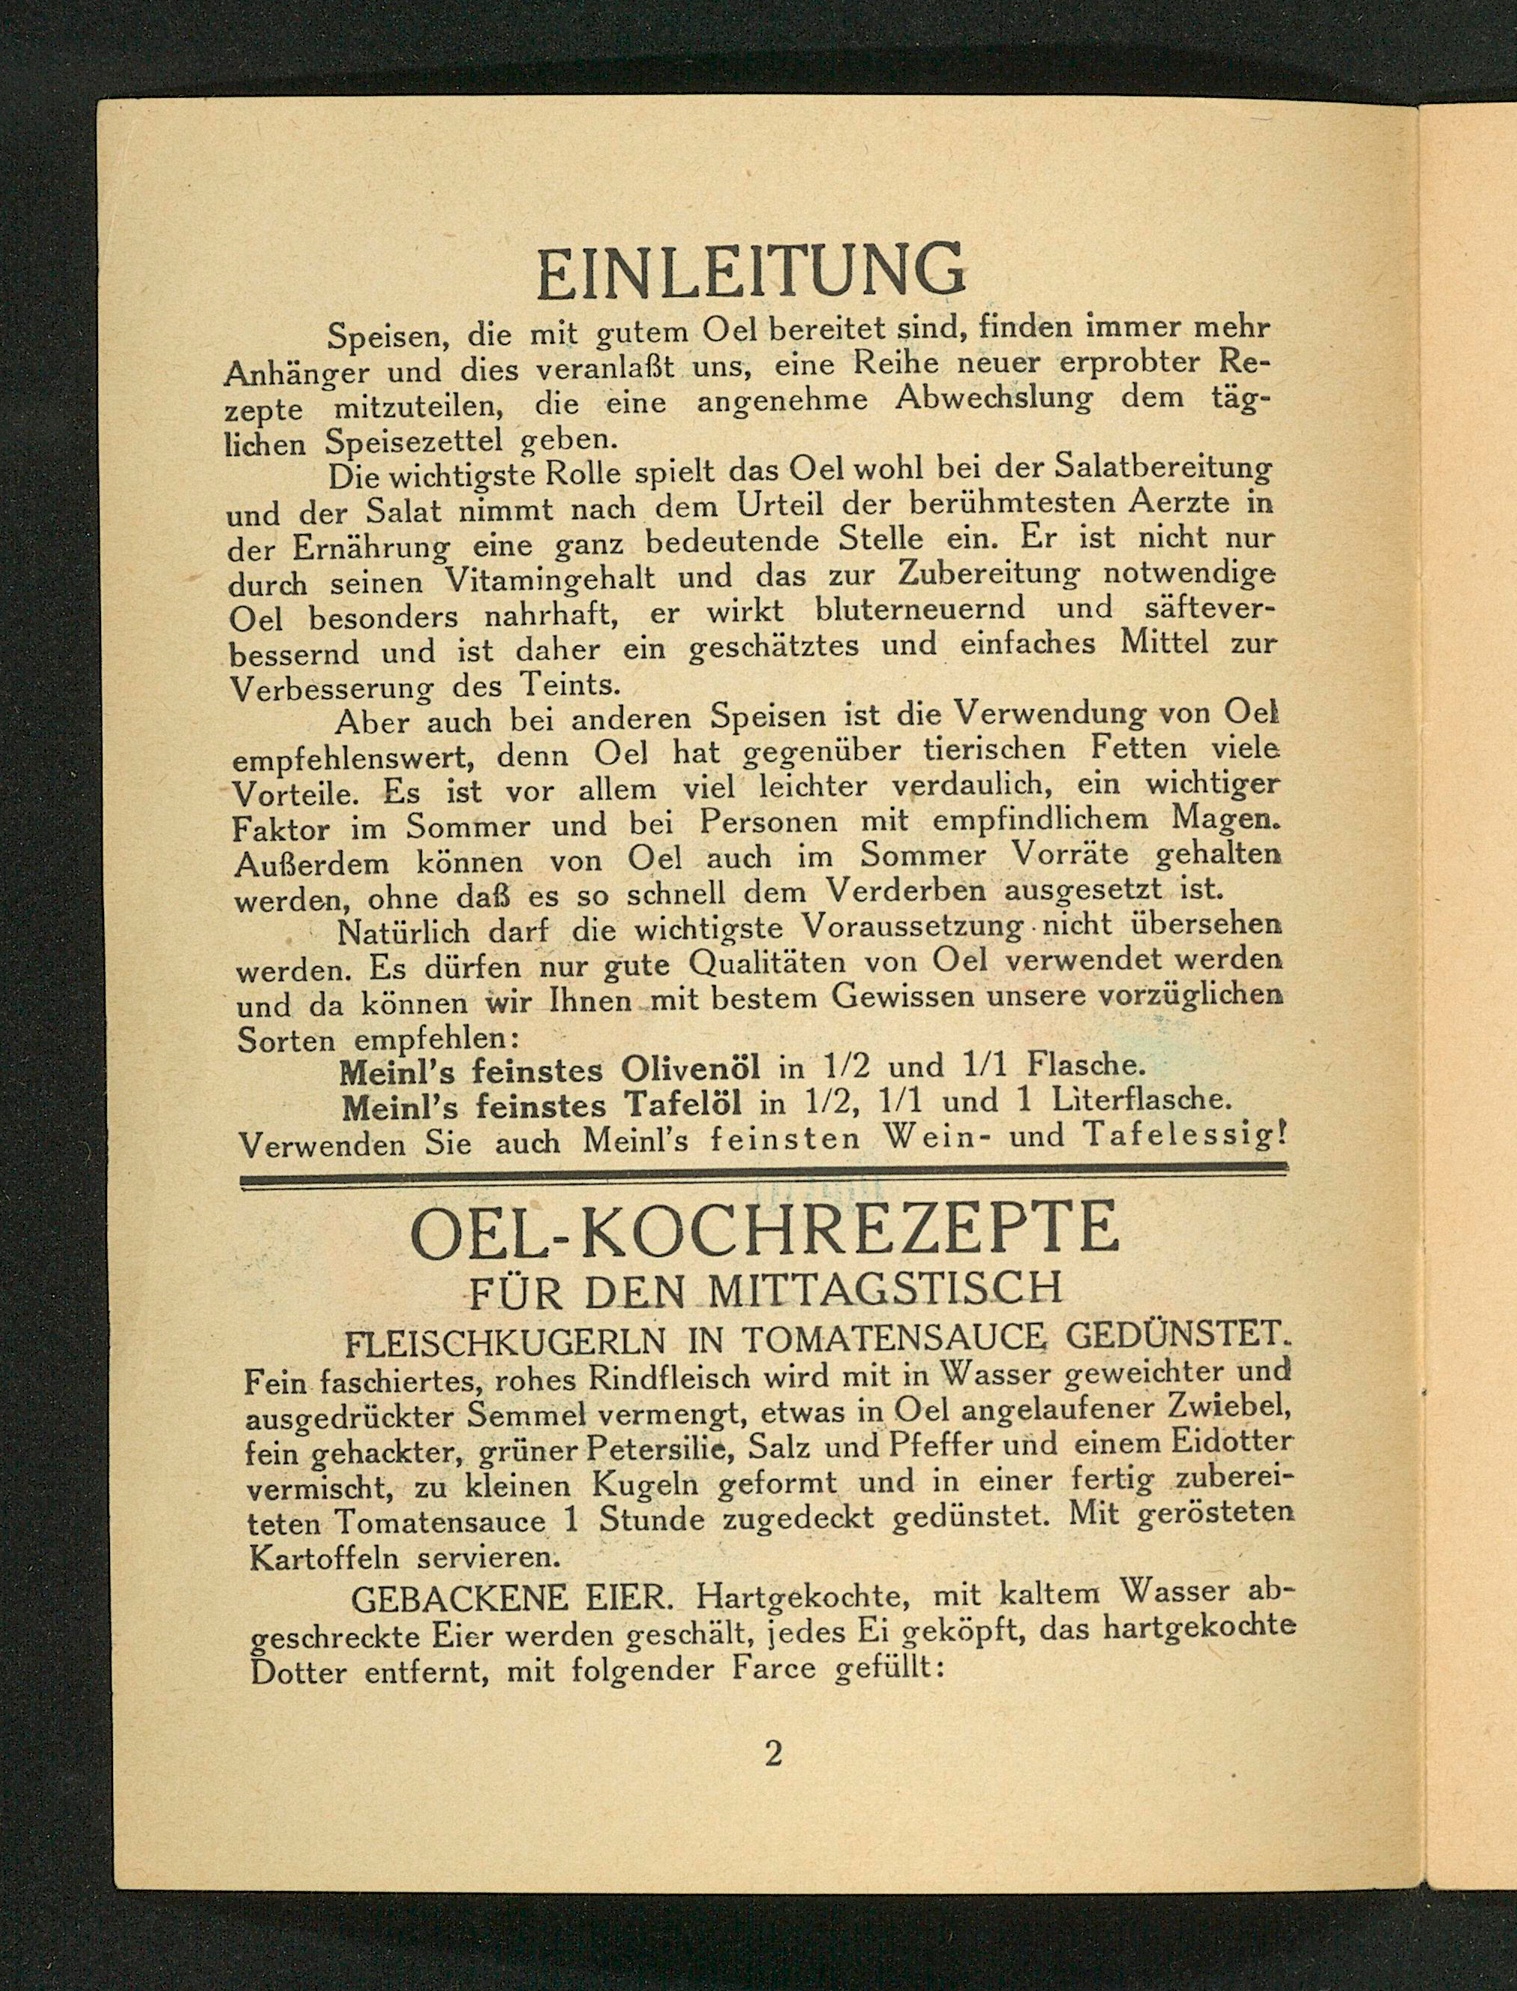 EINLEITUNG
Speisen, die mit gutem Oel bereitet sind, finden immer mehr
Anhänger und dies veranlaßt uns, eine Reihe neuer erprobter Re-
zepte mitzuteilen, die eine angenehme Abwechslung dem täg-
lichen Speisezettel geben.
Die wichtigste Rolle spielt das Oel wohl bei der Salatbereitung
und der Salat nimmt nach dem Urteil der berühmtesten Aerzte in
der Ernährung eine ganz bedeutende Stelle ein. Er ist nicht nur
durch seinen Vitamingehalt und das zur Zubereitung notwendige
Oel besonders nahrhaft, er wirkt bluterneuernd und säftever-
bessernd und ist daher ein geschätztes und einfaches Mittel zur
Verbesserung des Teints.
Aber auch bei anderen Speisen ist die Verwendung von Oel
empfehlenswert, denn Oel hat gegenüber tierischen Fetten viele
Vorteile. Es ist vor allem viel leichter verdaulich, ein wichtiger
Faktor im Sommer und bei Personen mit empfindlichem Magen.
Außerdem können von Oel auch im Sommer Vorräte gehalten
werden, ohne daß es so schnell dem Verderben ausgesetzt ist.
Natürlich darf die wichtigste Voraussetzung nicht übersehen
werden. Es dürfen nur gute Qualitäten von Oel verwendet werden
und da können wir Ihnen mit bestem Gewissen unsere vorzüglichen
Sorten empfehlen:
Meinl's feinstes Olivenöl in 1/2 und 1/1 Flasche.
Meinl's feinstes Tafelöl in 1/2, 1/1 und 1 Literflasche.
Verwenden Sie auch Meinl's feinsten Wein- und Tafelessig!
OEL-KOCHREZEPTE
FÜR DEN MITTAGSTISCH
FLEISCHKUGERLN IN TOMATENSAUCE GEDÜNSTET.
Fein faschiertes, rohes Rindfleisch wird mit in Wasser geweichter und
ausgedrückter Semmel vermengt, etwas in Oel angelaufener Zwiebel,
fein gehackter, grüner Petersilie, Salz und Pfeffer und einem Eidotter
vermischt, zu kleinen Kugeln geformt und in einer fertig zuberei-
teten Tomatensauce 1 Stunde zugedeckt gedünstet. Mit gerösteten
Kartoffeln servieren.
GEBACKENE EIER. Hartgekochte, mit kaltem Wasser ab-
geschreckte Eier werden geschält, jedes Ei geköpft, das hartgekochte
Dotter entfernt, mit folgender Farce gefüllt:
2